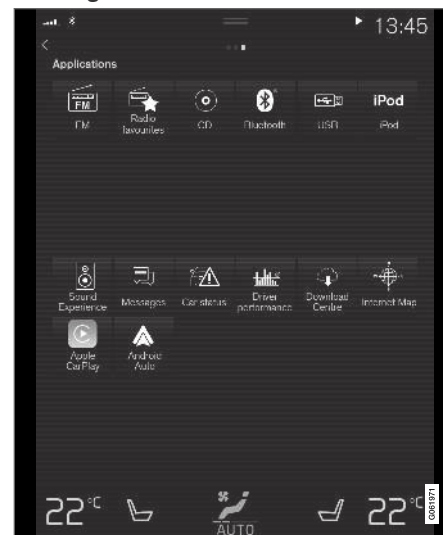 13:45
Applications
FM
iPod
FM
Radio
favourites
CD
Bluetooth
USB
iPod
Sound
Experience
Messages
Car status
Driver
performance
Download
Centre
Internet Map
Apple
CarPlay
Android
Auto
22°C
22°C
AUTO
G061971